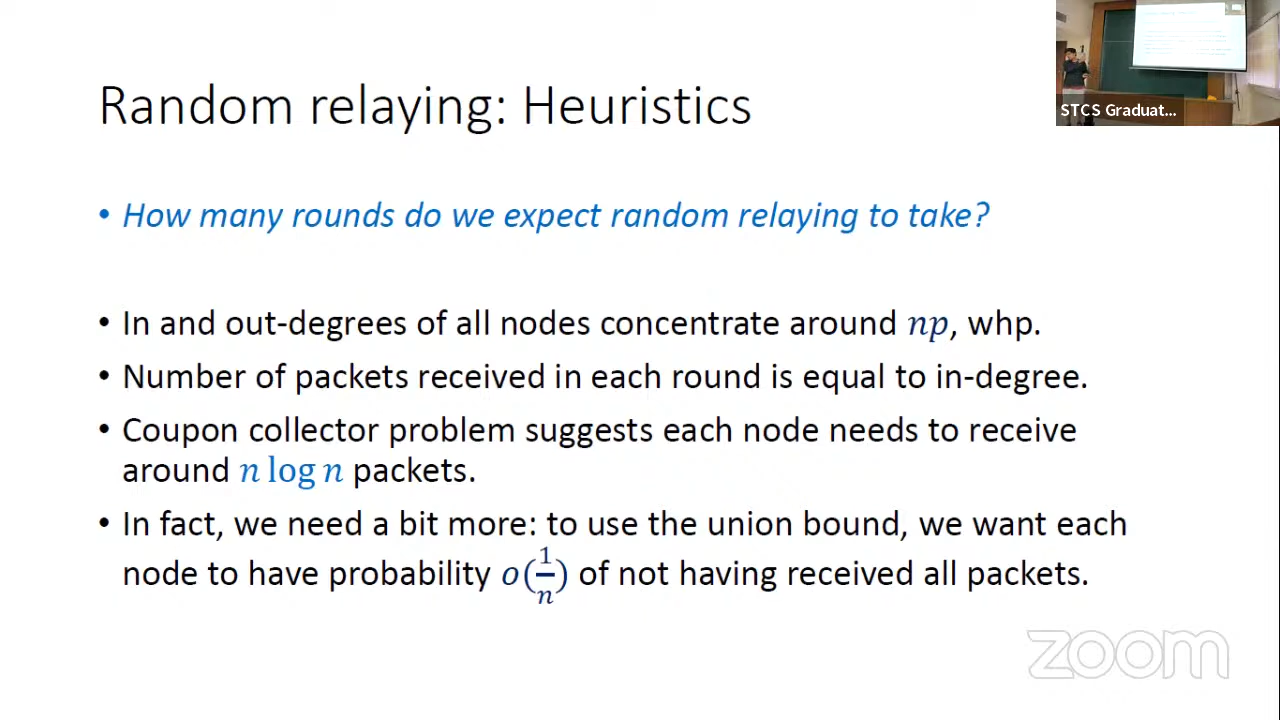 STCS Graduat...
Random relaying: Heuristics
• How many rounds do we expect random relaying to take?
• In and out-degrees of all nodes concentrate around np, whp.
• Number of packets received in each round is equal to in-degree.
• Coupon collector problem suggests each node needs to receive
around n log n packets.
• In fact, we need a bit more: to use the union bound, we want each
node to have probability o(1/n) of not having received all packets.
zoom